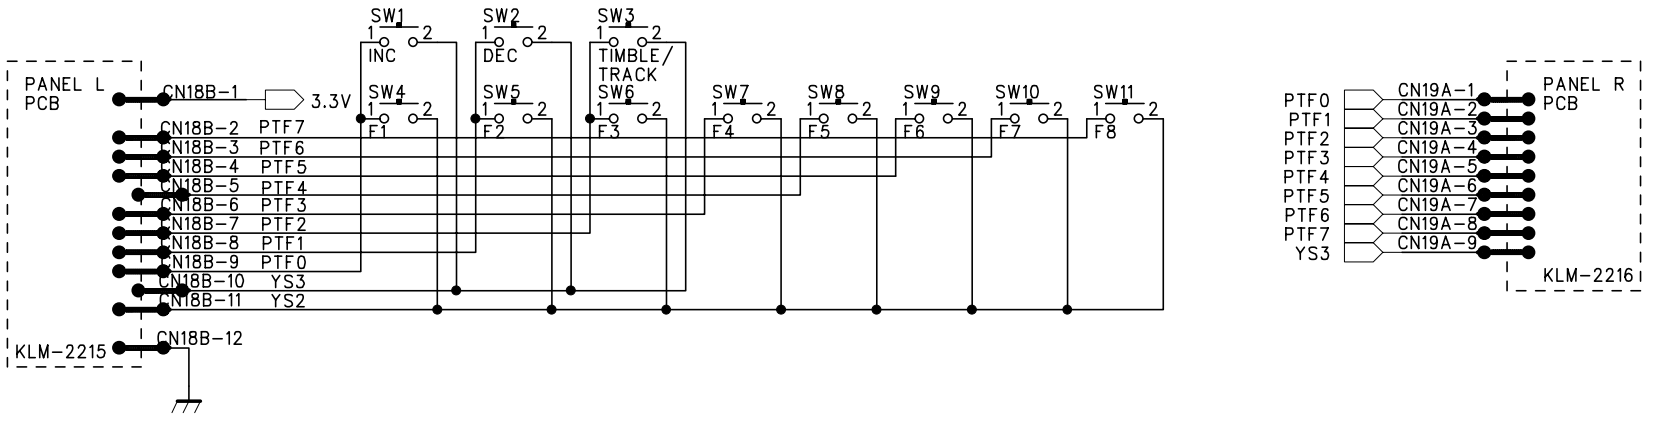 SW1
1 2
INC
SW2
1 2
DEC
SW3
1 2
TIMBLE/
TRACK
PANEL L
PCB
CN18B-1
3.3V
SW4
1 2
F1
SW5
1 2
F2
SW6
1 2
F3
SW7
1 2
F4
SW8
1 2
F5
SW9
1 2
F6
SW10
1 2
F7
SW11
1 2
F8
CN18B-2 PTF7
CN18B-3 PTF6
CN18B-4 PTF5
CN18B-5 PTF4
CN18B-6 PTF3
CN18B-7 PTF2
CN18B-8 PTF1
CN18B-9 PTF0
CN18B-10 YS3
CN18B-11 YS2
CN18B-12
KLM-2215
PTF0 CN19A-1
PTF1 CN19A-2
PTF2 CN19A-3
PTF3 CN19A-4
PTF4 CN19A-5
PTF5 CN19A-6
PTF6 CN19A-7
PTF7 CN19A-8
YS3 CN19A-9
PANEL R
PCB
KLM-2216